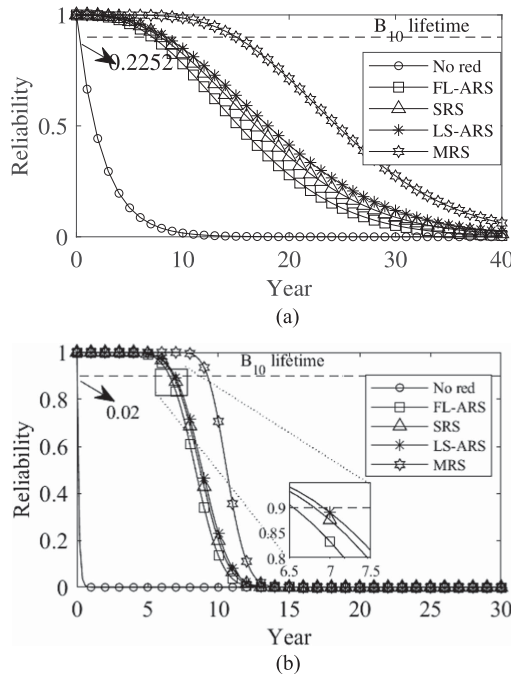 1
B10 lifetime
0.2252
No red
FL-ARS
SRS
LS-ARS
MRS
0.5
0
0 10 20 30 40
Reliability
Year
(a)
1
B10 lifetime
0.02
No red
FL-ARS
SRS
LS-ARS
MRS
0.8
0.6
0.4
0.2
0
0.9
0.85
0.8
6.5 7 7.5
0 5 10 15 20 25 30
Reliability
Year
(b)